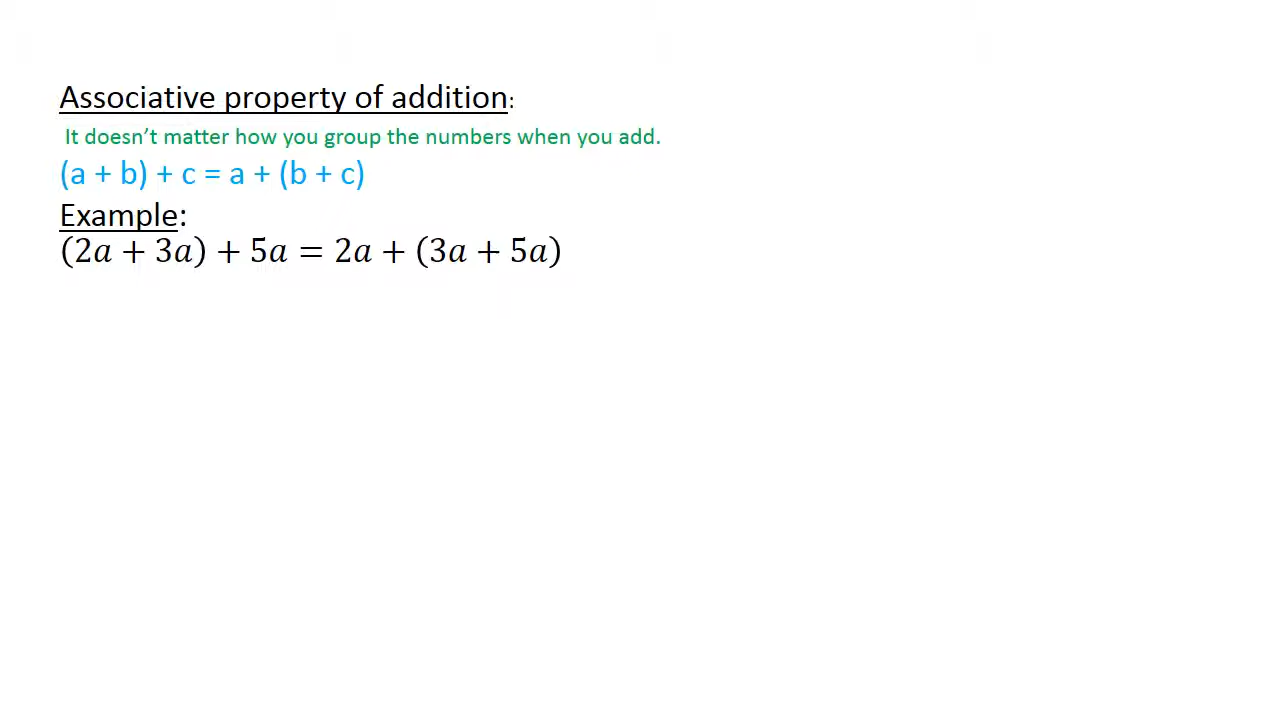 Associative property of addition:
It doesn’t matter how you group the numbers when you add.
(a + b) + c = a + (b + c)
Example:
(2𝑎 + 3𝑎) + 5𝑎 = 2𝑎 + (3𝑎 + 5𝑎)